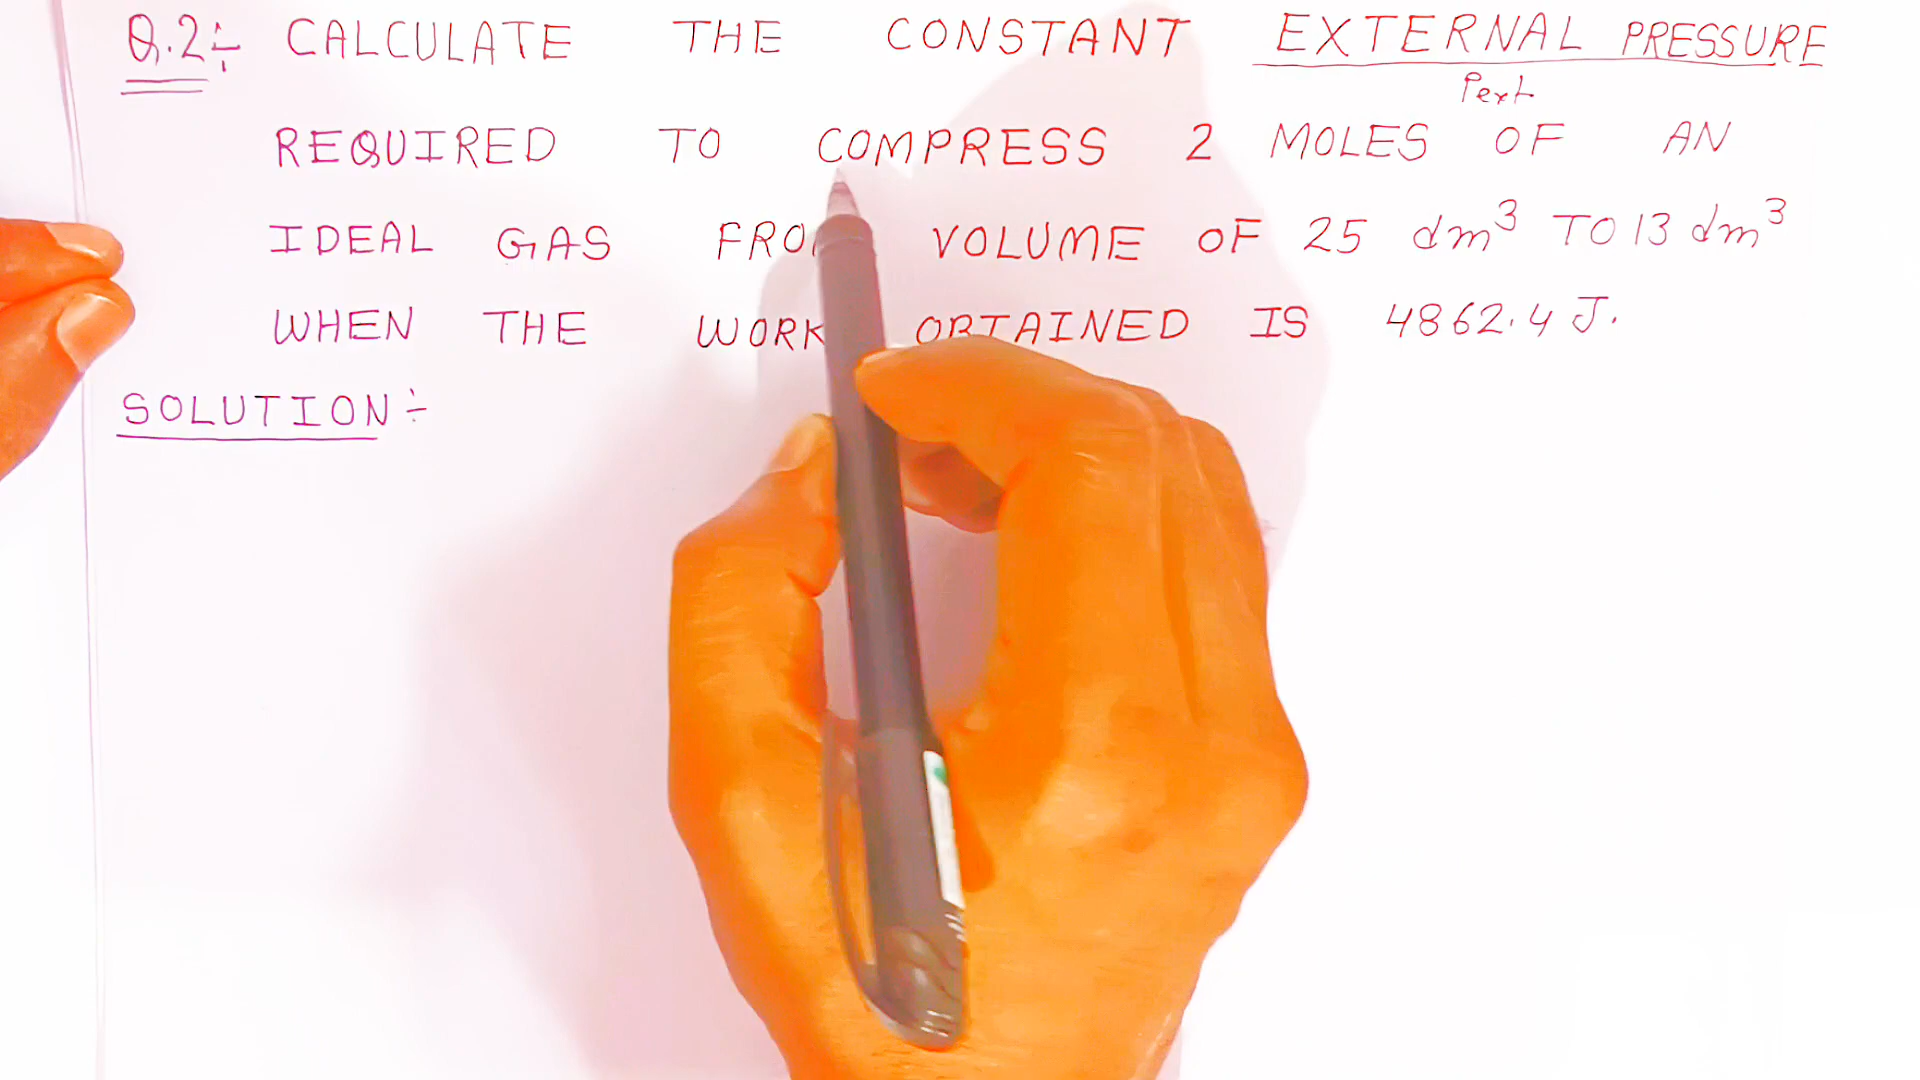 Q.2÷ CALCULATE THE CONSTANT EXTERNAL PRESSURE
Pext
REQUIRED TO COMPRESS 2 MOLES OF AN
IDEAL GAS VOLUME OF 25 dm³ TO 13 dm³
WHEN THE WORK OBTAINED IS 4862.4 J.
SOLUTION÷